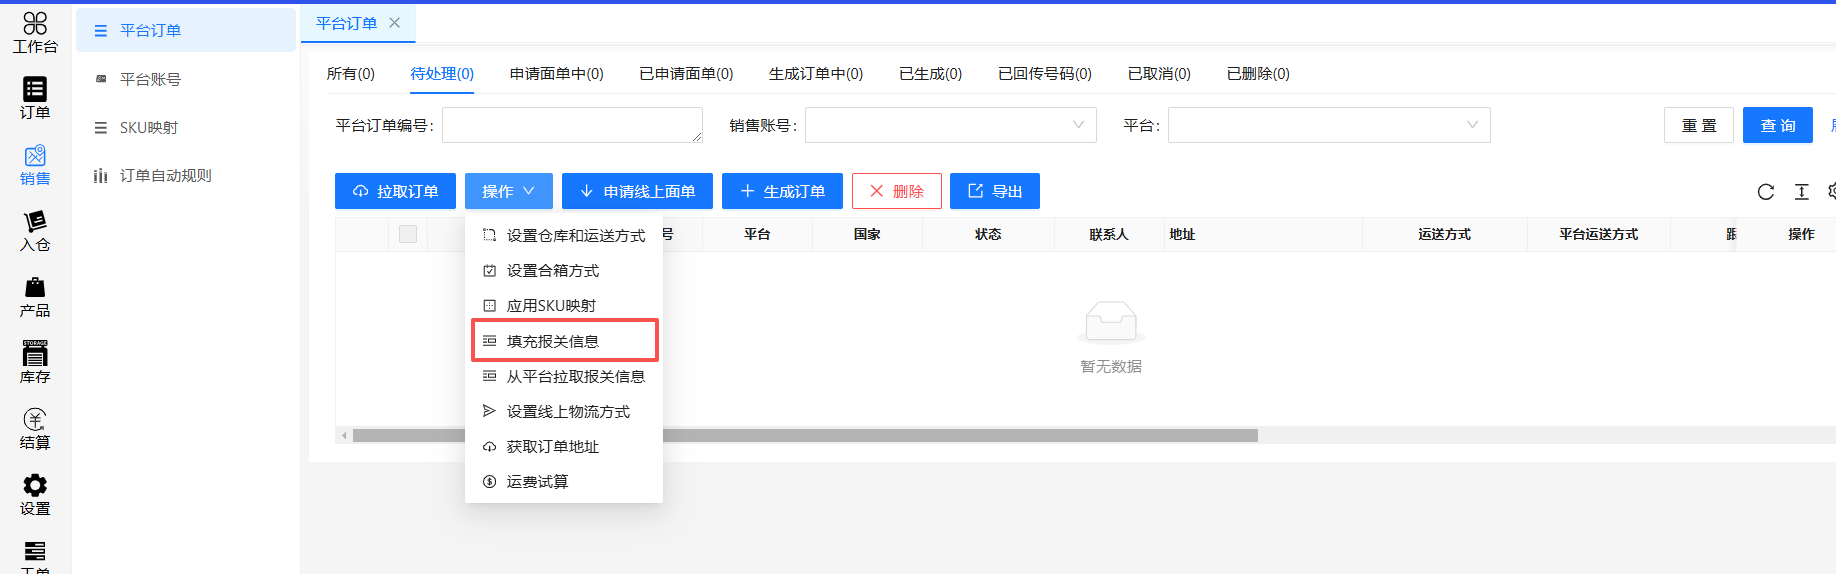 工作台
订单
销售
入仓
产品
STORAGE
库存
结算
设置
平台订单
平台账号
SKU映射
订单自动规则
平台订单
所有(0) 待处理(0) 申请面单中(0) 已申请面单(0) 生成订单中(0) 已生成(0) 已回传号码(0) 已取消(0) 已删除(0)
平台订单编号: 销售账号: 平台: 重 置 查 询
拉取订单 操作 申请线上面单 生成订单 删除 导出
号 平台 国家 状态 联系人 地址 运送方式 平台运送方式 操作
设置仓库和运送方式
设置合箱方式
应用SKU映射
填充报关信息
从平台拉取报关信息
设置线上物流方式
获取订单地址
运费试算
暂无数据